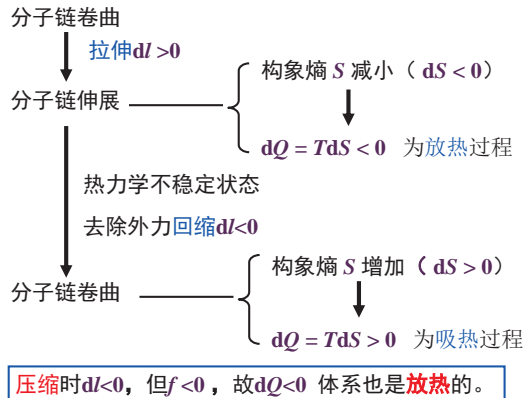 分子链卷曲
拉伸dl >0
构象熵 S 减小（ dS < 0）
分子链伸展
dQ = TdS < 0 为放热过程
热力学不稳定状态
去除外力回缩dl<0
构象熵 S 增加（ dS > 0）
分子链卷曲
dQ = TdS > 0 为吸热过程
压缩时dl<0，但f <0 ，故dQ<0 体系也是放热的。